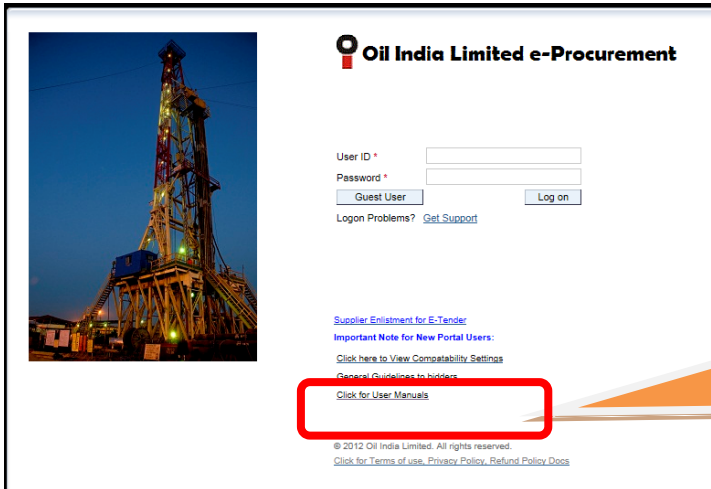 Oil India Limited e-Procurement
User ID *
Password *
Guest User Log on
Logon Problems? Get Support
Supplier Enlistment for E-Tender
Important Note for New Portal Users:
Click here to View Compatability Settings
General Guidelines to bidders
Click for User Manuals
© 2012 Oil India Limited. All rights reserved.
Click for Terms of use, Privacy Policy, Refund Policy Docs